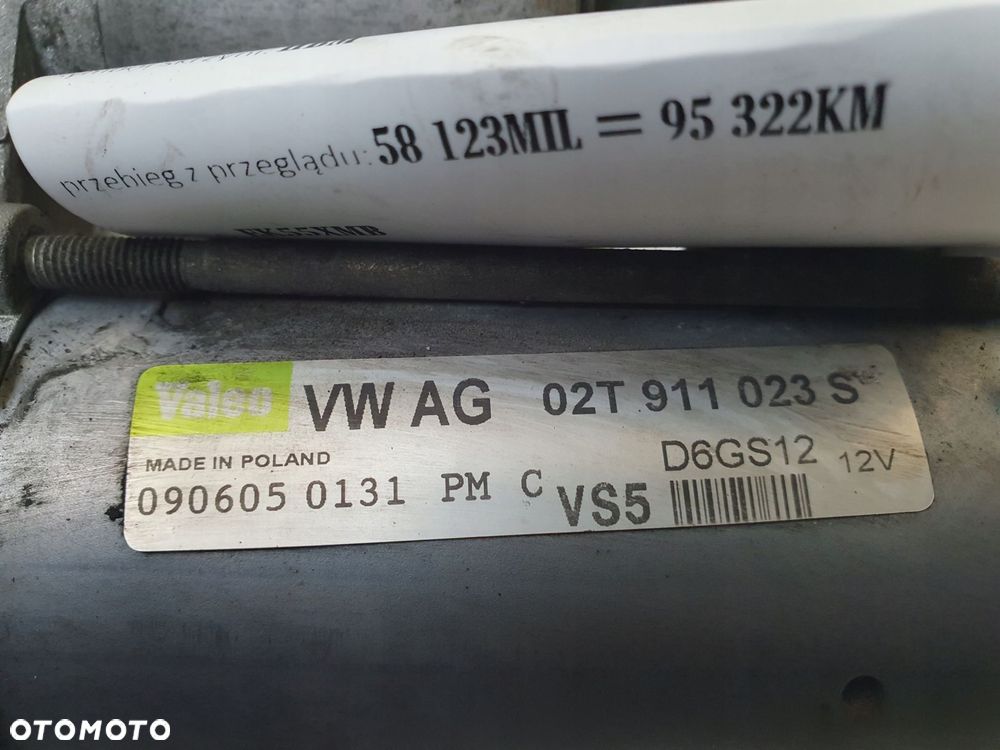 przebieg z przeglądu: 58 123MIL = 95 322KM
Valeo VW AG 02T 911 023 S
MADE IN POLAND D6GS12 12V
090605 0131 PM C VS5
OTOMOTO